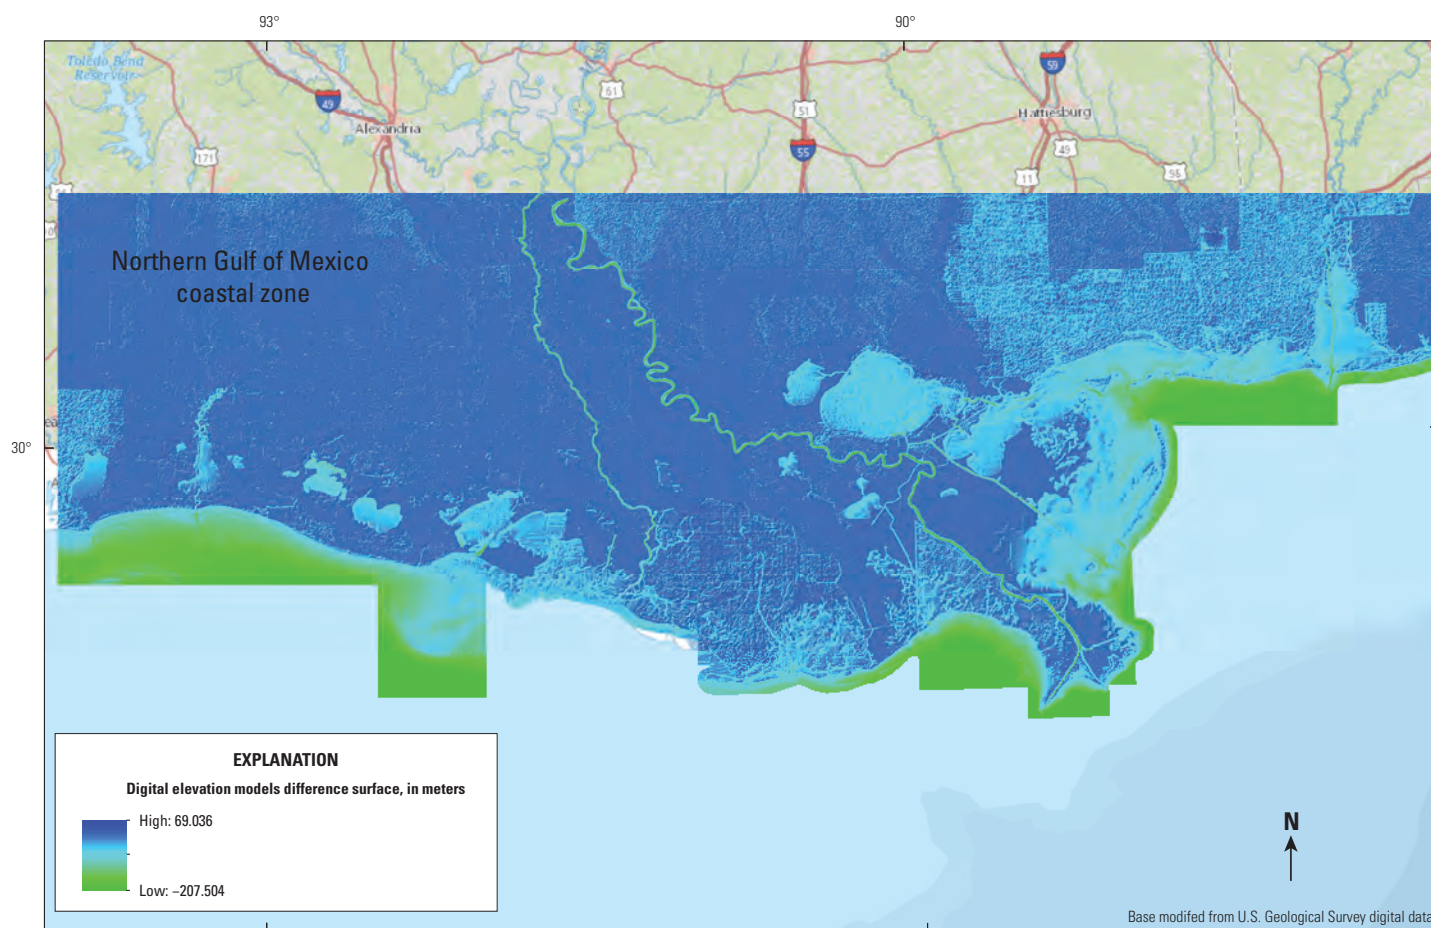 93°
90°
Toledo Bend
Reservoir
49
Alexandria
61
51
55
59
Hattiesburg
49
171
11
98
Northern Gulf of Mexico
coastal zone
30°
EXPLANATION
Digital elevation models difference surface, in meters
High: 69.036
Low: –207.504
N
Base modifed from U.S. Geological Survey digital data